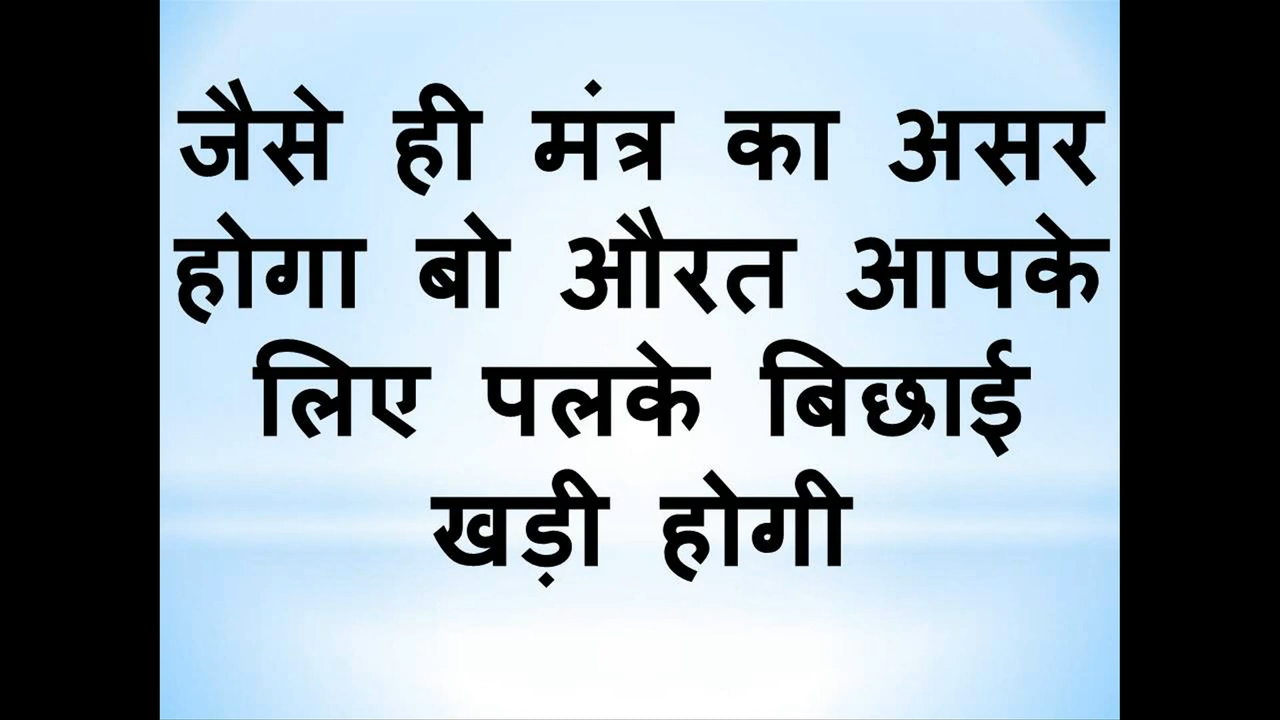 जैसे ही मंत्र का असर
होगा बो औरत आपके
लिए पलके बिछाई
खड़ी होगी